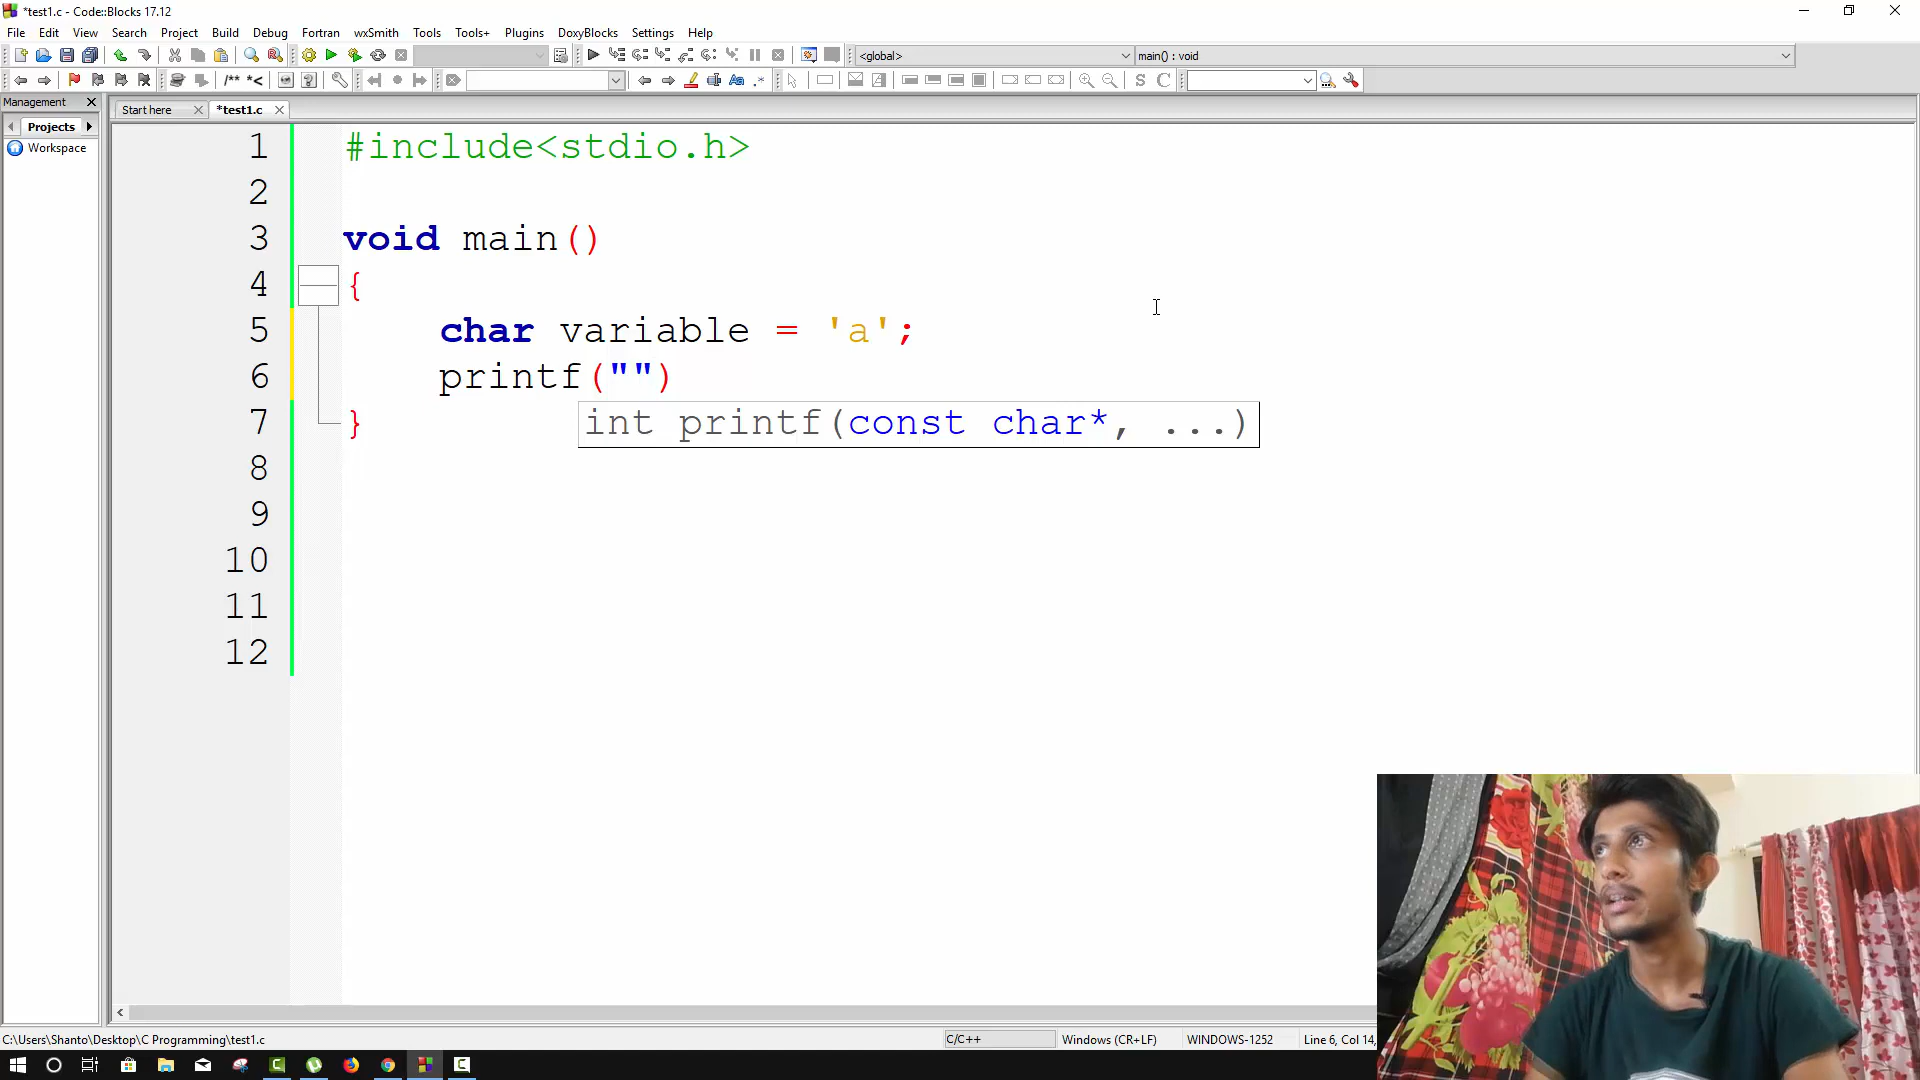 *test1.c - Code::Blocks 17.12
File Edit View Search Project Build Debug Fortran wxSmith Tools Tools+ Plugins DoxyBlocks Settings Help
<global> main() : void
/** *<
Aa .* S C
Management
Projects
Workspace
Start here *test1.c
1 #include<stdio.h>
2
3 void main()
4 {
5 char variable = 'a';
6 printf("")
7 }
int printf(const char*, ...)
8
9
10
11
12
C:\Users\Shanto\Desktop\C Programming\test1.c C/C++ Windows (CR+LF) WINDOWS-1252 Line 6, Col 14,